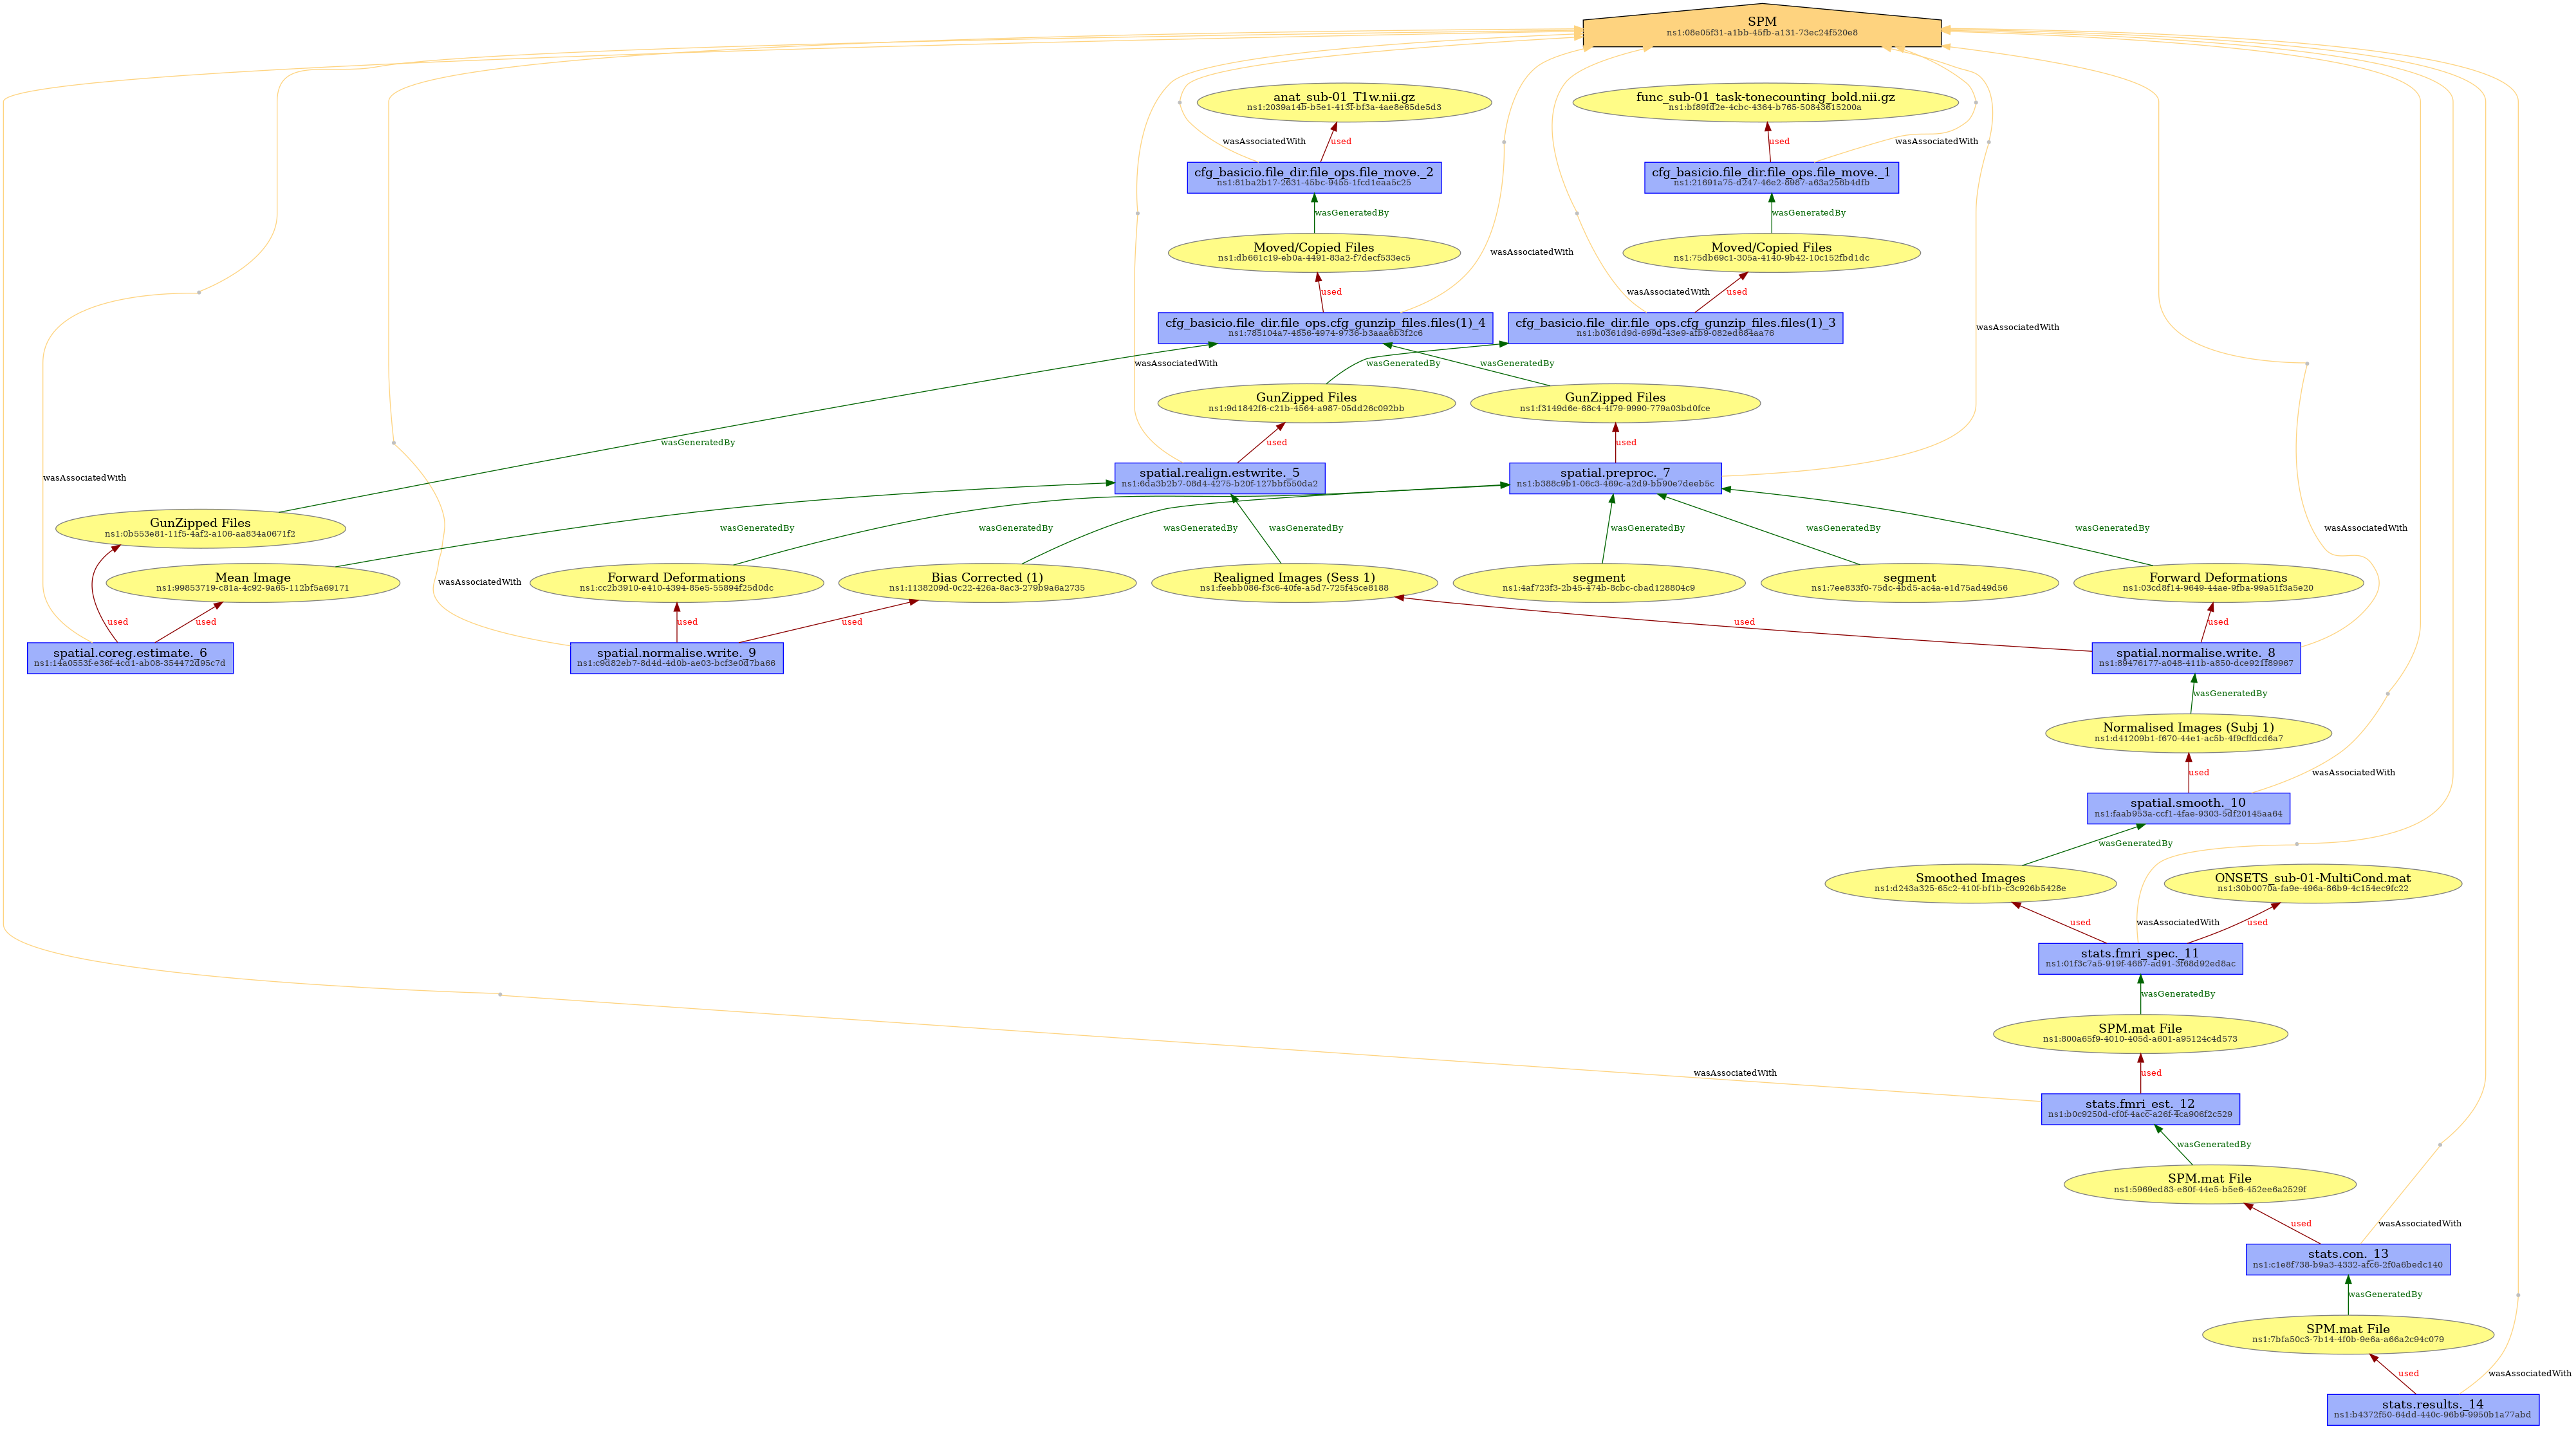 SPM
ns1:08e05f31-a1bb-45fb-a131-73ec24f520e8
anat_sub-01_T1w.nii.gz
ns1:2039a14b-b5e1-413f-bf3a-4ae8e65de5d3
func_sub-01_task-tonecounting_bold.nii.gz
ns1:bf89fd2e-4cbc-4364-b765-50843615200a
used
wasAssociatedWith
used
wasAssociatedWith
cfg_basicio.file_dir.file_ops.file_move._2
ns1:81ba2b17-2631-45bc-9455-1fcd1eaa5c25
cfg_basicio.file_dir.file_ops.file_move._1
ns1:21691a75-d247-46e2-8987-a63a256b4dfb
wasGeneratedBy
wasGeneratedBy
Moved/Copied Files
ns1:db661c19-eb0a-4491-83a2-f7decf533ec5
wasAssociatedWith
Moved/Copied Files
ns1:75db69c1-305a-4140-9b42-10c152fbd1dc
used
wasAssociatedWith
used
cfg_basicio.file_dir.file_ops.cfg_gunzip_files.files(1)_4
ns1:785104a7-4856-4974-9736-b3aaa6b3f2c6
cfg_basicio.file_dir.file_ops.cfg_gunzip_files.files(1)_3
ns1:b0361d9d-699d-43e9-afb9-082ed684aa76
wasAssociatedWith
wasAssociatedWith
wasGeneratedBy
wasGeneratedBy
GunZipped Files
ns1:9d1842f6-c21b-4564-a987-05dd26c092bb
GunZipped Files
ns1:f3149d6e-68c4-4f79-9990-779a03bd0fce
wasGeneratedBy
used
used
wasAssociatedWith
spatial.realign.estwrite._5
ns1:6da3b2b7-08d4-4275-b20f-127bbf550da2
spatial.preproc._7
ns1:b388c9b1-06c3-469c-a2d9-bb90e7deeb5c
GunZipped Files
ns1:0b553e81-11f5-4af2-a106-aa834a0671f2
wasGeneratedBy
wasGeneratedBy
wasGeneratedBy
wasGeneratedBy
wasGeneratedBy
wasGeneratedBy
wasGeneratedBy
wasAssociatedWith
Mean Image
ns1:99853719-c81a-4c92-9a65-112bf5a69171
wasAssociatedWith
Forward Deformations
ns1:cc2b3910-e410-4394-85e5-55894f25d0dc
Bias Corrected (1)
ns1:1138209d-0c22-426a-8ac3-279b9a6a2735
Realigned Images (Sess 1)
ns1:feebb086-f3c6-40fe-a5d7-725f45ce8188
segment
ns1:4af723f3-2b45-474b-8cbc-cbad128804c9
segment
ns1:7ee833f0-75dc-4bd5-ac4a-e1d75ad49d56
Forward Deformations
ns1:03cd8f14-9649-44ae-9fba-99a51f3a5e20
used
used
used
used
used
used
spatial.coreg.estimate._6
ns1:14a0553f-e36f-4cd1-ab08-354472d95c7d
spatial.normalise.write._9
ns1:c9d82eb7-8d4d-4d0b-ae03-bcf3e0d7ba66
spatial.normalise.write._8
ns1:89476177-a048-411b-a850-dce921f89967
wasGeneratedBy
Normalised Images (Subj 1)
ns1:d41209b1-f670-44e1-ac5b-4f9cffdcd6a7
used
wasAssociatedWith
spatial.smooth._10
ns1:faab953a-ccf1-4fae-9303-5df20145aa64
wasGeneratedBy
Smoothed Images
ns1:d243a325-65c2-410f-bf1b-c3c926b5428e
ONSETS_sub-01-MultiCond.mat
ns1:30b0070a-fa9e-496a-86b9-4c154ec9fc22
used
wasAssociatedWith
used
stats.fmri_spec._11
ns1:01f3c7a5-919f-4687-ad91-3f68d92ed8ac
wasGeneratedBy
SPM.mat File
ns1:800a65f9-4010-405d-a601-a95124c4d573
wasAssociatedWith
used
stats.fmri_est._12
ns1:b0c9250d-cf0f-4acc-a26f-4ca906f2c529
wasGeneratedBy
SPM.mat File
ns1:5969ed83-e80f-44e5-b5e6-452ee6a2529f
used
wasAssociatedWith
stats.con._13
ns1:c1e8f738-b9a3-4332-afc6-2f0a6bedc140
wasGeneratedBy
SPM.mat File
ns1:7bfa50c3-7b14-4f0b-9e6a-a66a2c94c079
used
wasAssociatedWith
stats.results._14
ns1:b4372f50-64dd-440c-96b9-9950b1a77abd